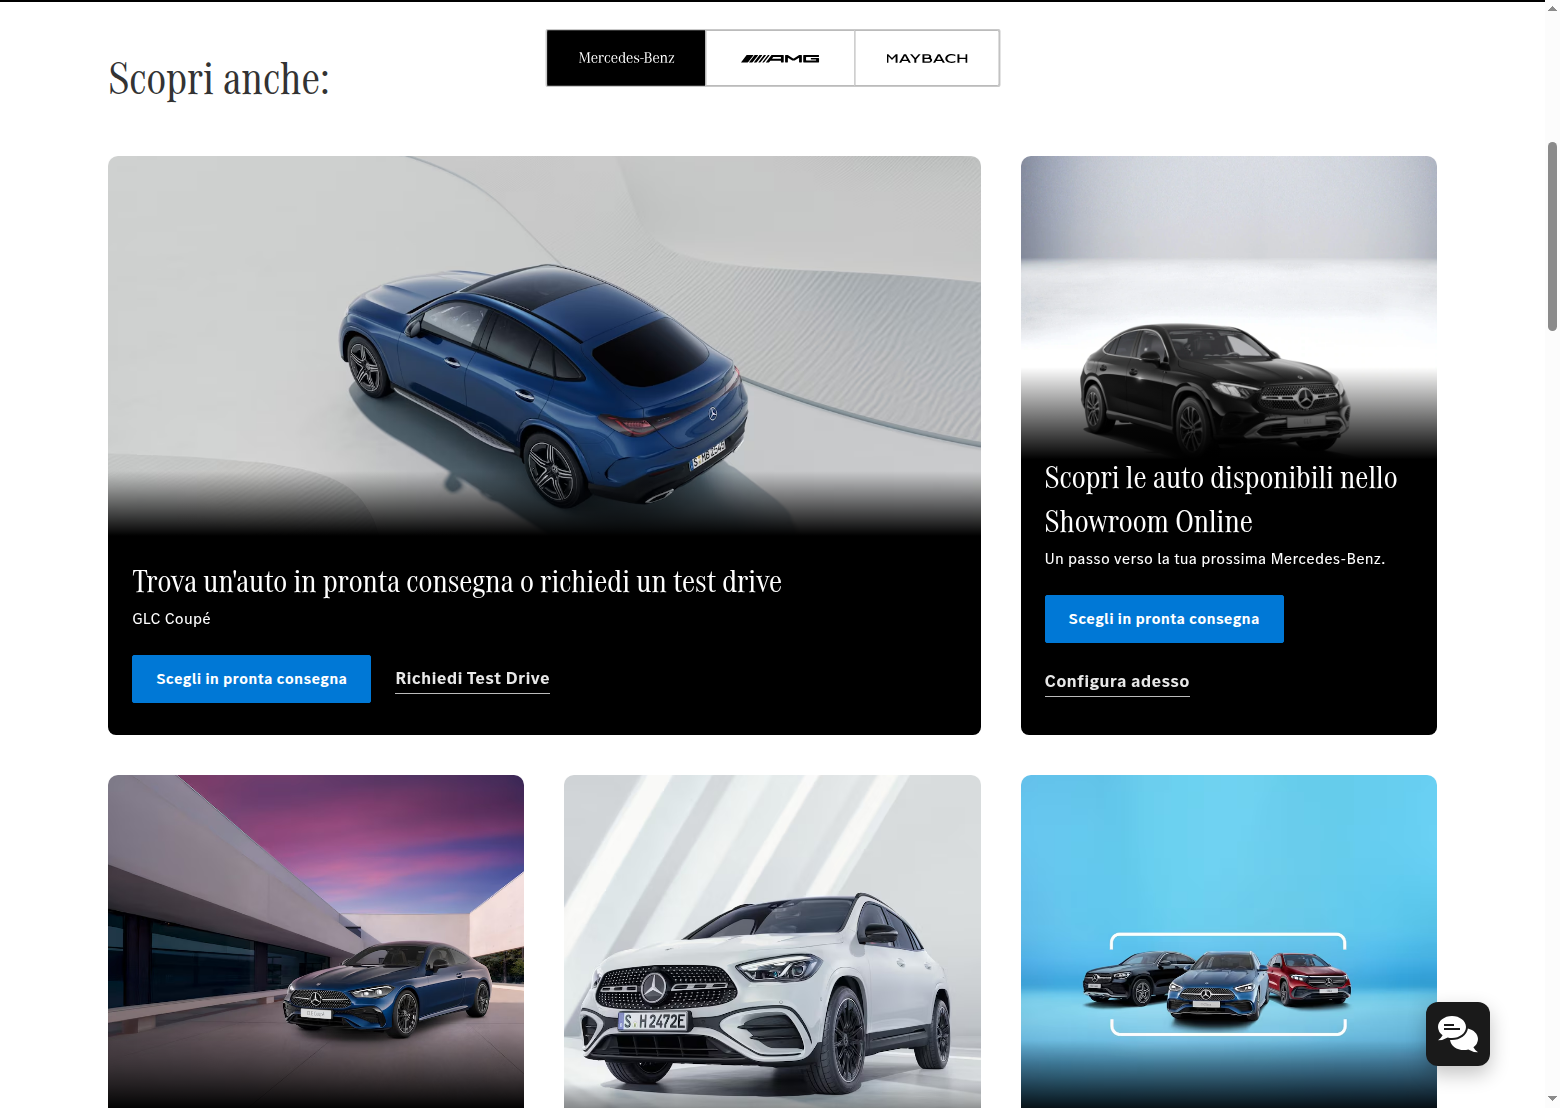 Scopri anche:
Mercedes-Benz
AMG
MAYBACH
Trova un'auto in pronta consegna o richiedi un test drive
GLC Coupé
Scegli in pronta consegna
Richiedi Test Drive
Scopri le auto disponibili nello
Showroom Online
Un passo verso la tua prossima Mercedes-Benz.
Scegli in pronta consegna
Configura adesso
S H 2472E